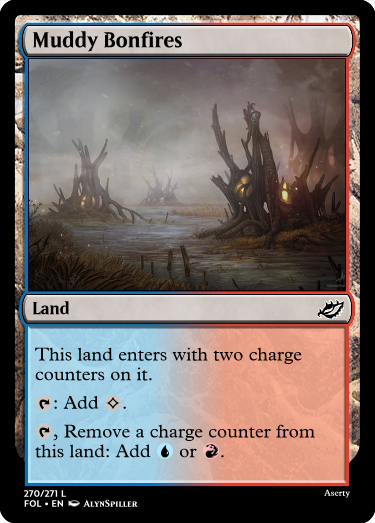 Muddy Bonfires
Land
This land enters with two charge
counters on it.
: Add .
, Remove a charge counter from
this land: Add or .
270/271 L
FOL • EN ALYNSPILLER
Aserty